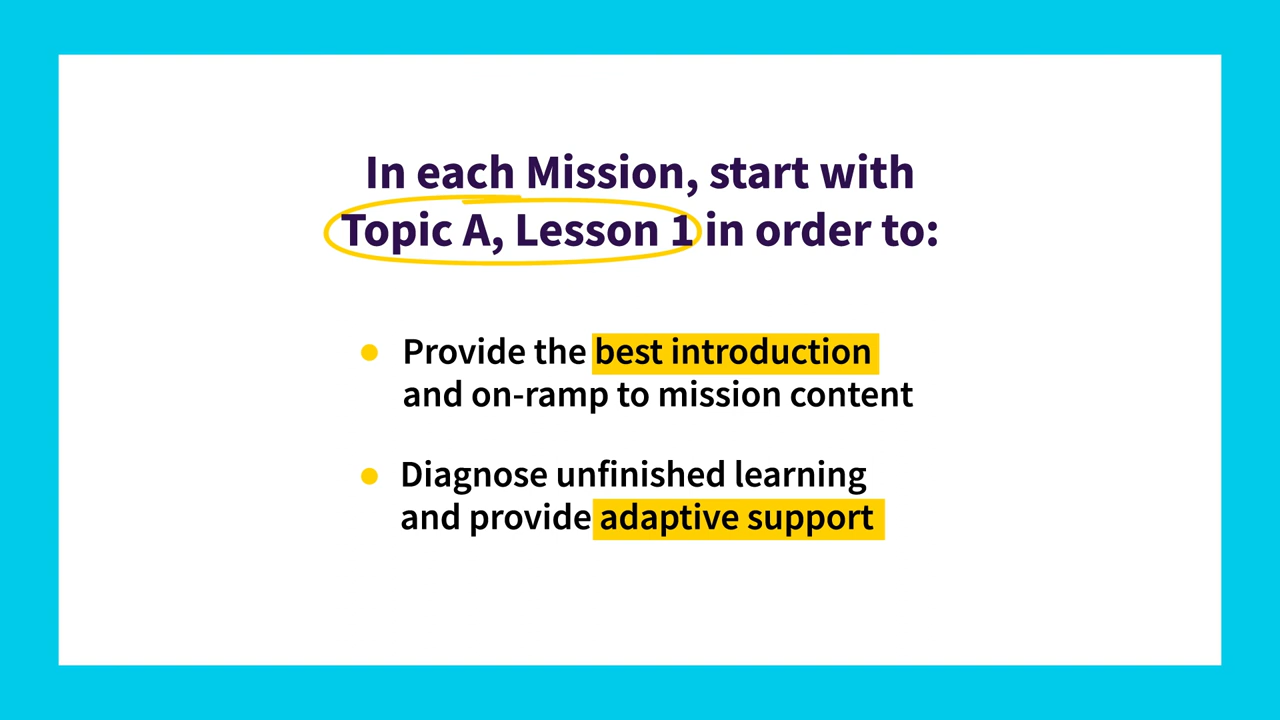 In each Mission, start with
Topic A, Lesson 1 in order to:
Provide the best introduction
and on-ramp to mission content
Diagnose unfinished learning
and provide adaptive support